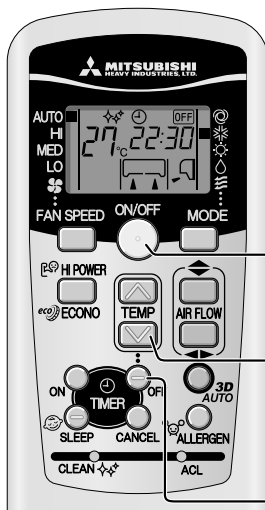 MITSUBISHI
HEAVY INDUSTRIES, LTD.
AUTO
HI
MED
LO
OFF
27°C 22:30
FAN SPEED
ON/OFF
MODE
HI POWER
eco ECONO
TEMP
AIR FLOW
ON
TIMER
OFF
3D
AUTO
SLEEP
CANCEL
ALLERGEN
CLEAN
ACL